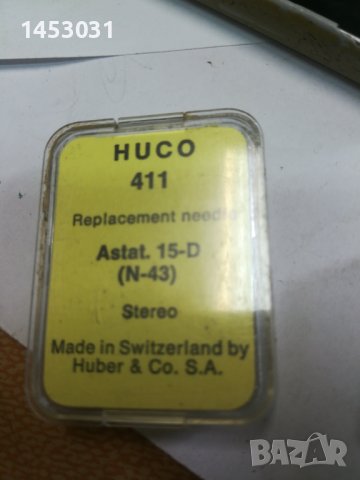 1453031
HUCO
411
Replacement needle
Astat. 15-D
(N-43)
Stereo
Made in Switzerland by
Huber & Co. S.A.
BAZAR